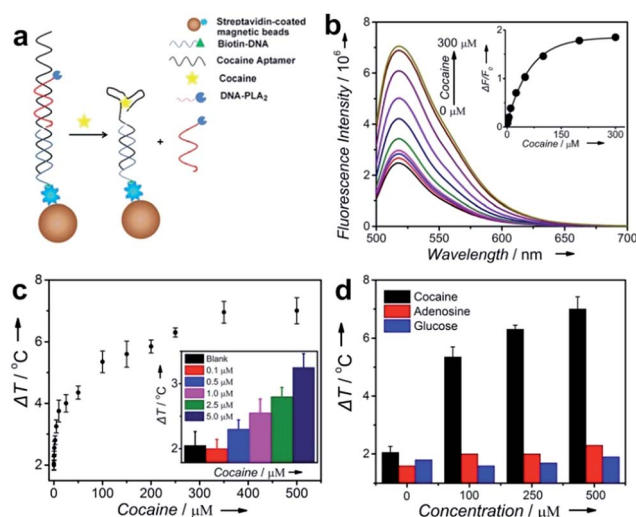 a
Streptavidin-coated
magnetic beads
Biotin-DNA
Cocaine Aptamer
Cocaine
DNA-PLA₂
+
b
Fluorescence Intensity / 10⁶
8
6
4
2
0
500 550 600 650 700
Wavelength / nm
300 μM
Cocaine
0 μM
ΔF/F₀
2
1
0
0 100 200 300
Cocaine / μM
c
ΔT / °C
8
6
4
2
0 100 200 300 400 500
Cocaine / μM
ΔT / °C
3
2
Blank
0.1 μM
0.5 μM
1.0 μM
2.5 μM
5.0 μM
Cocaine / μM
d
ΔT / °C
8
6
4
2
Cocaine
Adenosine
Glucose
0 100 250 500
Concentration / μM